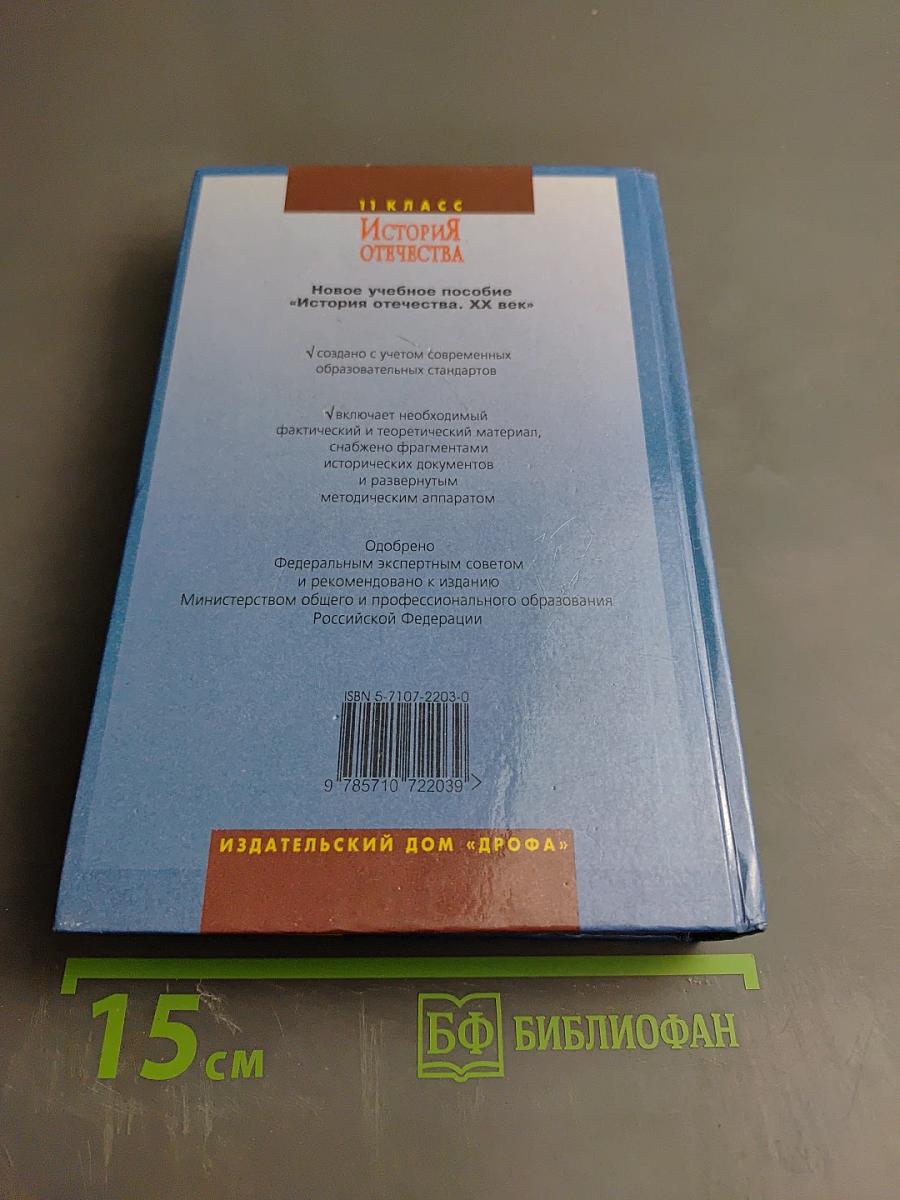 11 КЛАСС
ИСТОРИЯ
ОТЕЧЕСТВА
Новое учебное пособие
«История отечества. XX век»
√создано с учетом современных
образовательных стандартов
√включает необходимый
фактический и теоретический материал,
снабжено фрагментами
исторических документов
и развернутым
методическим аппаратом
Одобрено
Федеральным экспертным советом
и рекомендовано к изданию
Министерством общего и профессионального образования
Российской Федерации
ISBN 5-7107-2203-0
9 785710 722039 >
ИЗДАТЕЛЬСКИЙ ДОМ «ДРОФА»
15 см
БФ БИБЛИОФАН